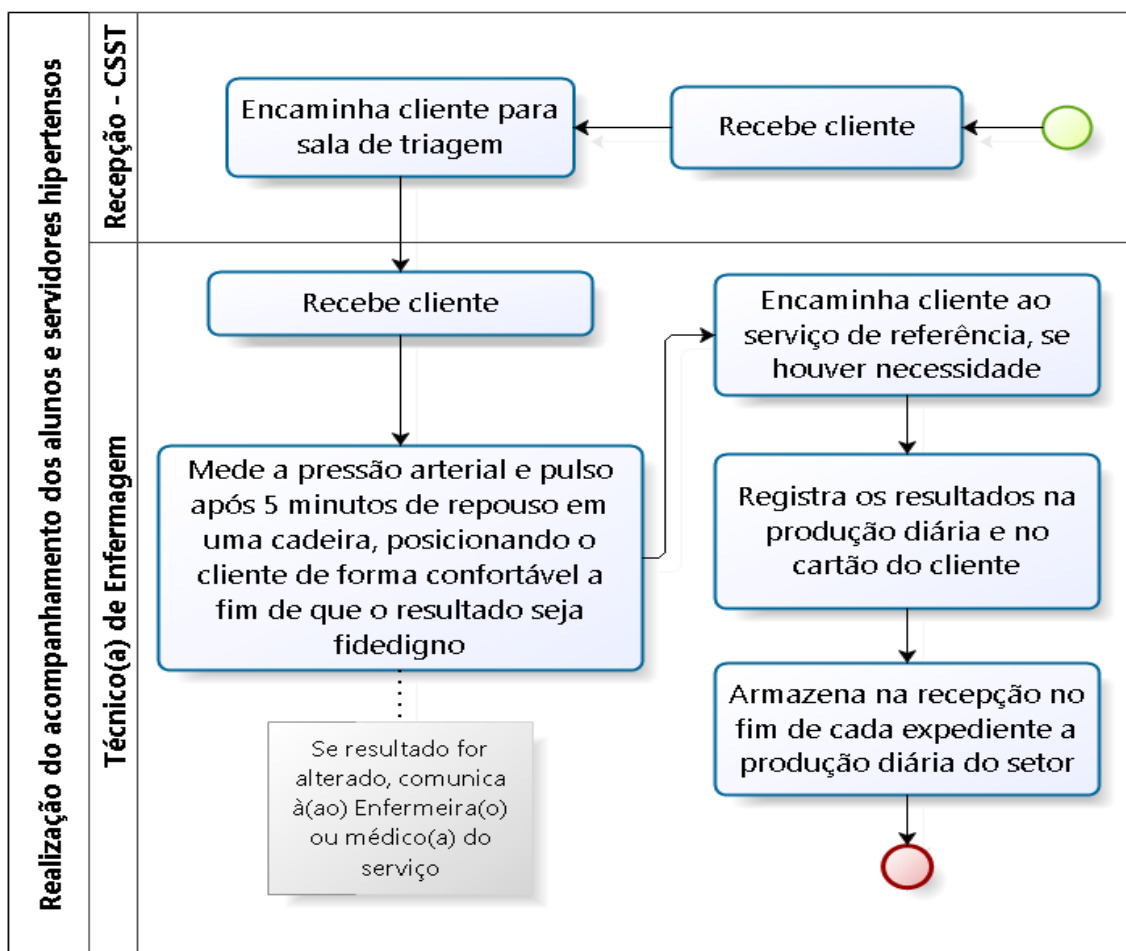 Realização do acompanhamento dos alunos e servidores hipertensos
Recepção - CSST
Encaminha cliente para
sala de triagem
Recebe cliente
Técnico(a) de Enfermagem
Recebe cliente
Mede a pressão arterial e pulso
após 5 minutos de repouso em
uma cadeira, posicionando o
cliente de forma confortável a
fim de que o resultado seja
fidedigno
Se resultado for
alterado, comunica
à(ao) Enfermeira(o)
ou médico(a) do
serviço
Encaminha cliente ao
serviço de referência, se
houver necessidade
Registra os resultados na
produção diária e no
cartão do cliente
Armazena na recepção no
fim de cada expediente a
produção diária do setor